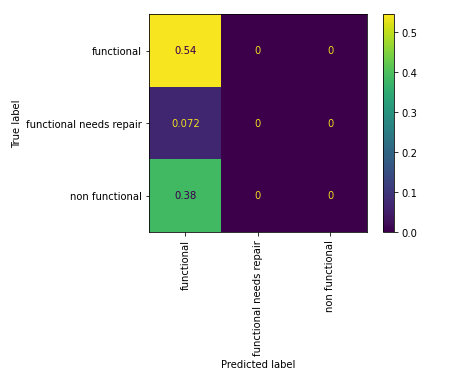 functional
0.54
0
0
functional needs repair
0.072
0
0
non functional
0.38
0
0
True label
functional
functional needs repair
non functional
Predicted label
0.5
0.4
0.3
0.2
0.1
0.0